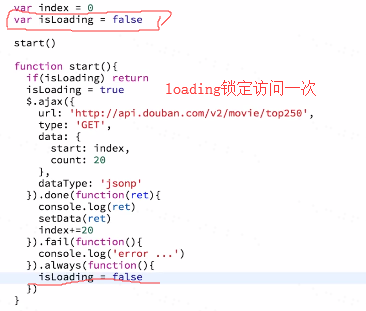 var index = 0
var isLoading = false
start()
function start(){
if(isLoading) return
isLoading = true
loading锁定访问一次
$.ajax({
url: 'http://api.douban.com/v2/movie/top250',
type: 'GET',
data: {
start: index,
count: 20
},
dataType: 'jsonp'
}).done(function(ret){
console.log(ret)
setData(ret)
index+=20
}).fail(function(){
console.log('error ...')
}).always(function(){
isLoading = false
})
}